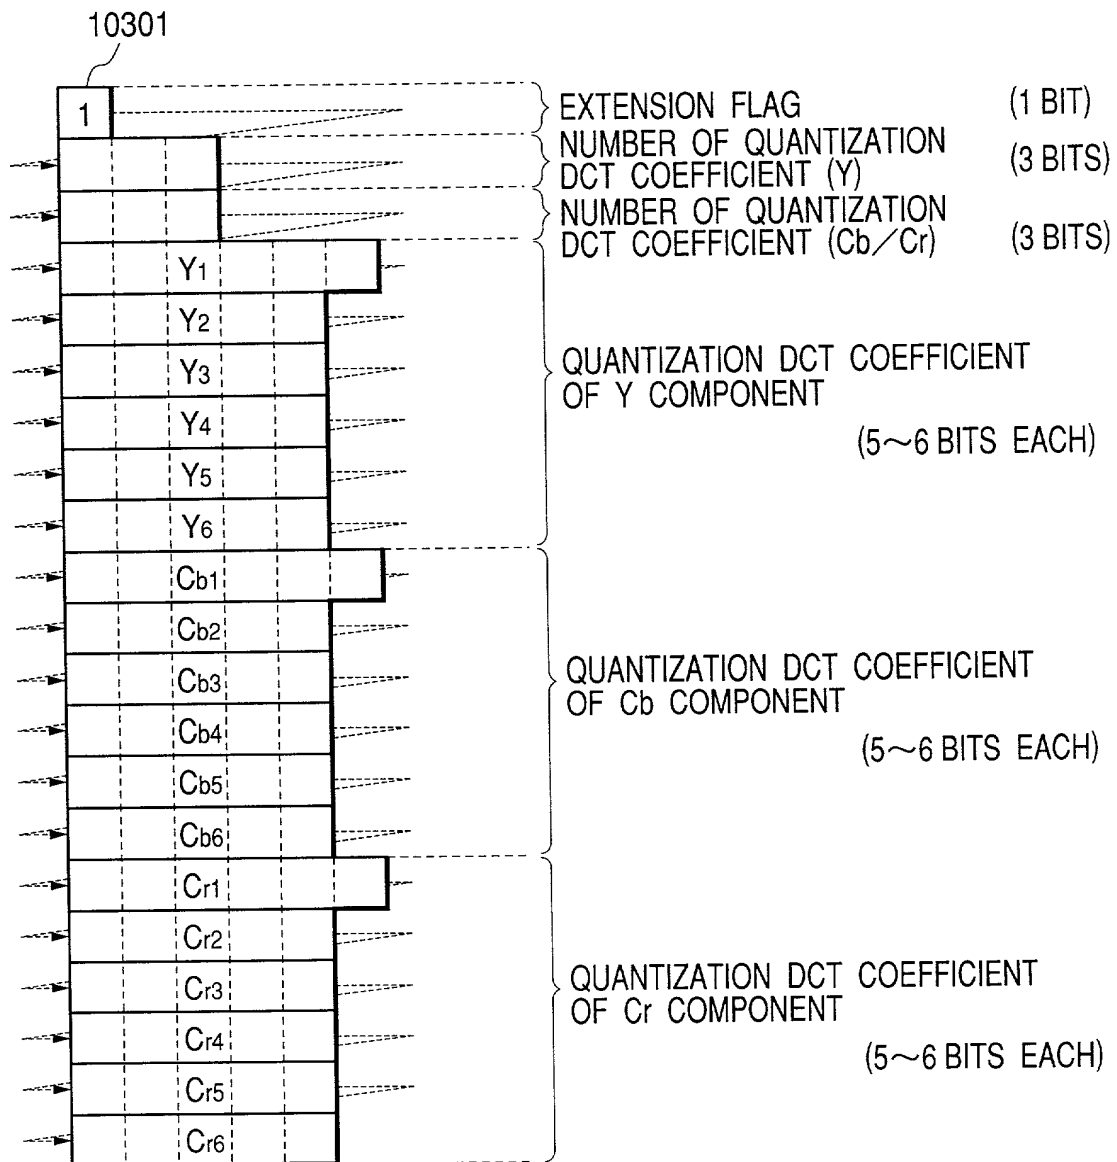 10301
1
EXTENSION FLAG (1 BIT)
NUMBER OF QUANTIZATION
DCT COEFFICIENT (Y) (3 BITS)
NUMBER OF QUANTIZATION
DCT COEFFICIENT (Cb/Cr) (3 BITS)
Y1
Y2
Y3
Y4
Y5
Y6
QUANTIZATION DCT COEFFICIENT
OF Y COMPONENT
(5~6 BITS EACH)
Cb1
Cb2
Cb3
Cb4
Cb5
Cb6
QUANTIZATION DCT COEFFICIENT
OF Cb COMPONENT
(5~6 BITS EACH)
Cr1
Cr2
Cr3
Cr4
Cr5
Cr6
QUANTIZATION DCT COEFFICIENT
OF Cr COMPONENT
(5~6 BITS EACH)